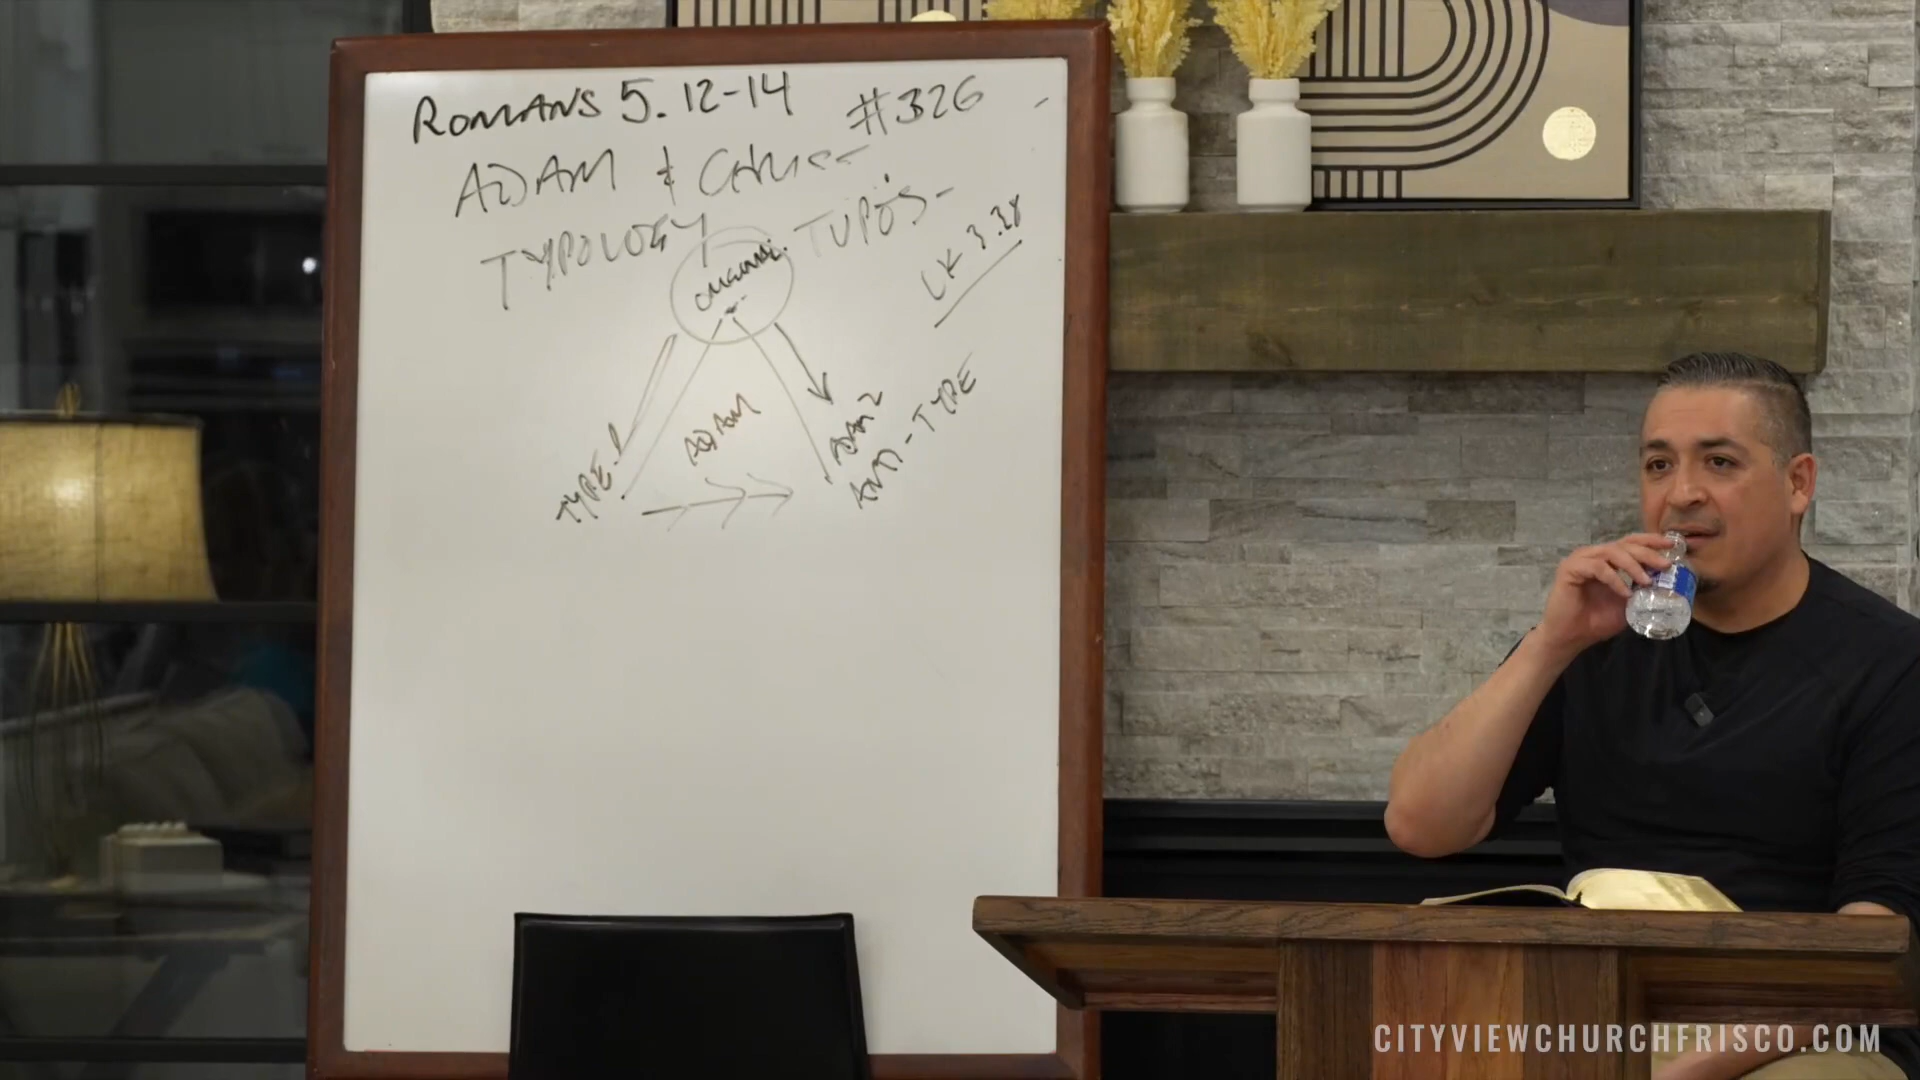 ROMANS 5.12-14 #326
ADAM & CHRIST
TYPOLOGY TUPOS-
LK 3.38
ADAM
TYPE
ADAM 2
ANTI-TYPE
CITYVIEWCHURCHFRISCO.COM